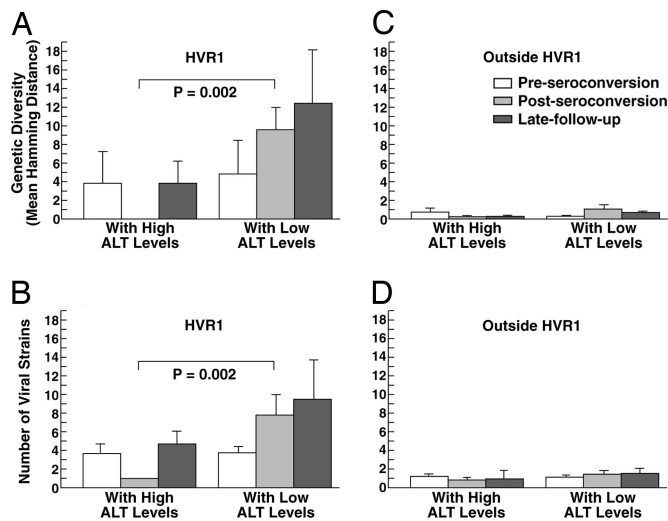 A
HVR1
P = 0.002
Genetic Diversity
(Mean Hamming Distance)
18
16
14
12
10
8
6
4
2
0
With High
ALT Levels
With Low
ALT Levels
C
Outside HVR1
Pre-seroconversion
Post-seroconversion
Late-follow-up
18
16
14
12
10
8
6
4
2
0
With High
ALT Levels
With Low
ALT Levels
B
HVR1
P = 0.002
Number of Viral Strains
18
16
14
12
10
8
6
4
2
0
With High
ALT Levels
With Low
ALT Levels
D
Outside HVR1
18
16
14
12
10
8
6
4
2
0
With High
ALT Levels
With Low
ALT Levels